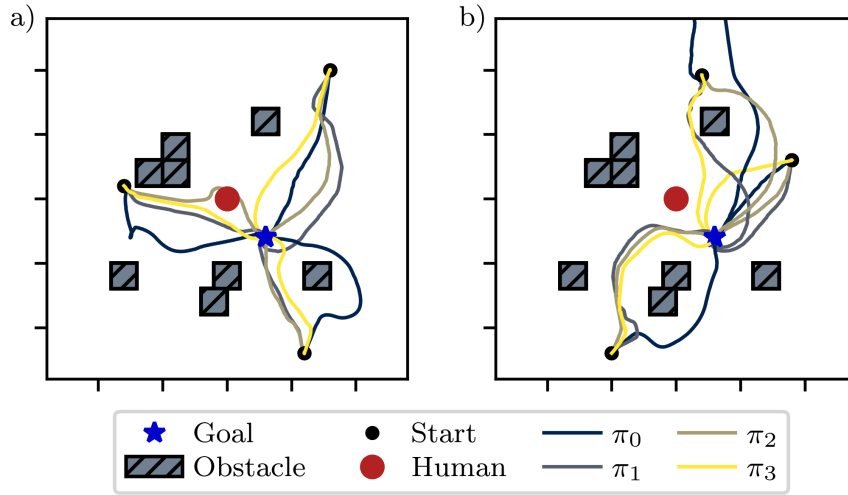 a)
b)
Goal
Start
π₀
π₂
Obstacle
Human
π₁
π₃